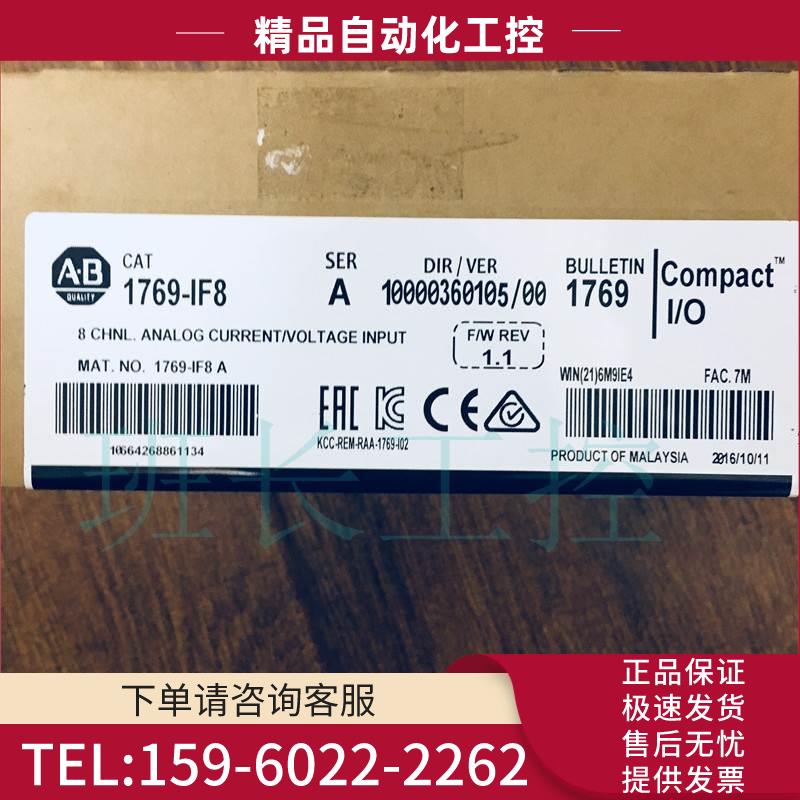 精品自动化工控
A·B
QUALITY
CAT
1769-IF8
SER
A
DIR / VER
10000360105/00
BULLETIN
1769
Compact™
I/O
8 CHNL. ANALOG CURRENT/VOLTAGE INPUT
F/W REV
1.1
MAT. NO. 1769-IF8 A
WIN(21)6M9IE4
FAC. 7M
EAC
KC
CE
KCC-REM-RAA-1769-I02
10664268861134
PRODUCT OF MALAYSIA
2016/10/11
班长工控
下单请咨询客服
TEL:159-6022-2262
正品保证
极速发货
售后无忧
提供发票